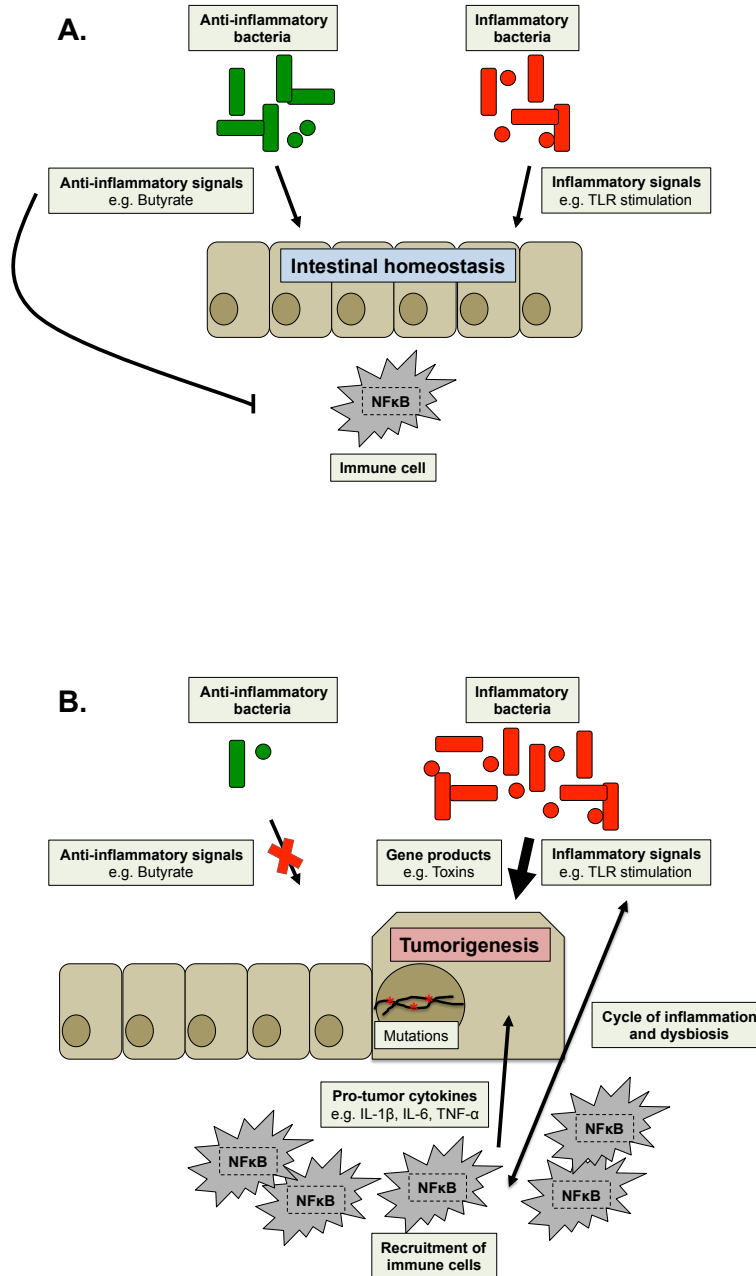 A.
Anti-inflammatory
bacteria
Inflammatory
bacteria
Anti-inflammatory signals
e.g. Butyrate
Inflammatory signals
e.g. TLR stimulation
Intestinal homeostasis
NFκB
Immune cell
B.
Anti-inflammatory
bacteria
Inflammatory
bacteria
Anti-inflammatory signals
e.g. Butyrate
Gene products
e.g. Toxins
Inflammatory signals
e.g. TLR stimulation
Tumorigenesis
Mutations
Cycle of inflammation
and dysbiosis
Pro-tumor cytokines
e.g. IL-1β, IL-6, TNF-α
NFκB
NFκB
NFκB
NFκB
NFκB
Recruitment of
immune cells